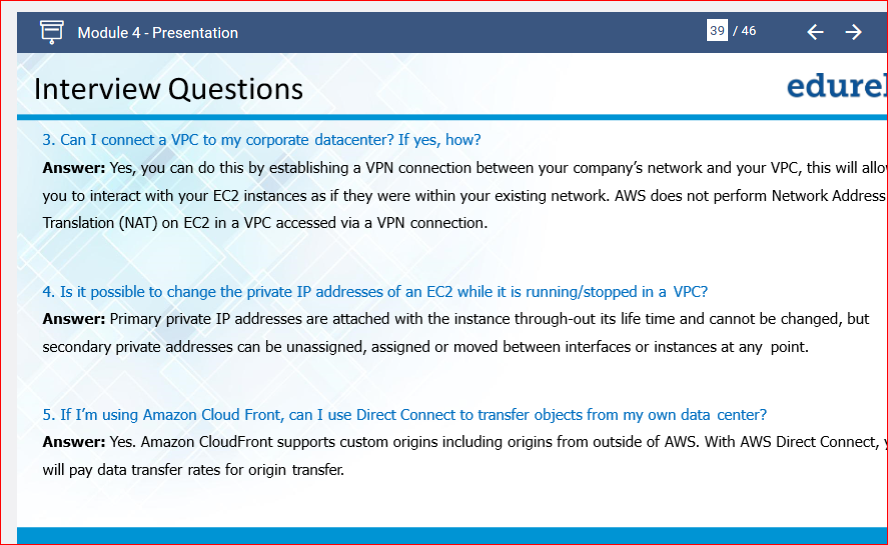 Module 4 - Presentation
39 / 46
Interview Questions
edurel
3. Can I connect a VPC to my corporate datacenter? If yes, how?
Answer: Yes, you can do this by establishing a VPN connection between your company's network and your VPC, this will allo
you to interact with your EC2 instances as if they were within your existing network. AWS does not perform Network Address
Translation (NAT) on EC2 in a VPC accessed via a VPN connection.
4. Is it possible to change the private IP addresses of an EC2 while it is running/stopped in a VPC?
Answer: Primary private IP addresses are attached with the instance through-out its life time and cannot be changed, but
secondary private addresses can be unassigned, assigned or moved between interfaces or instances at any point.
5. If I'm using Amazon Cloud Front, can I use Direct Connect to transfer objects from my own data center?
Answer: Yes. Amazon CloudFront supports custom origins including origins from outside of AWS. With AWS Direct Connect,
will pay data transfer rates for origin transfer.